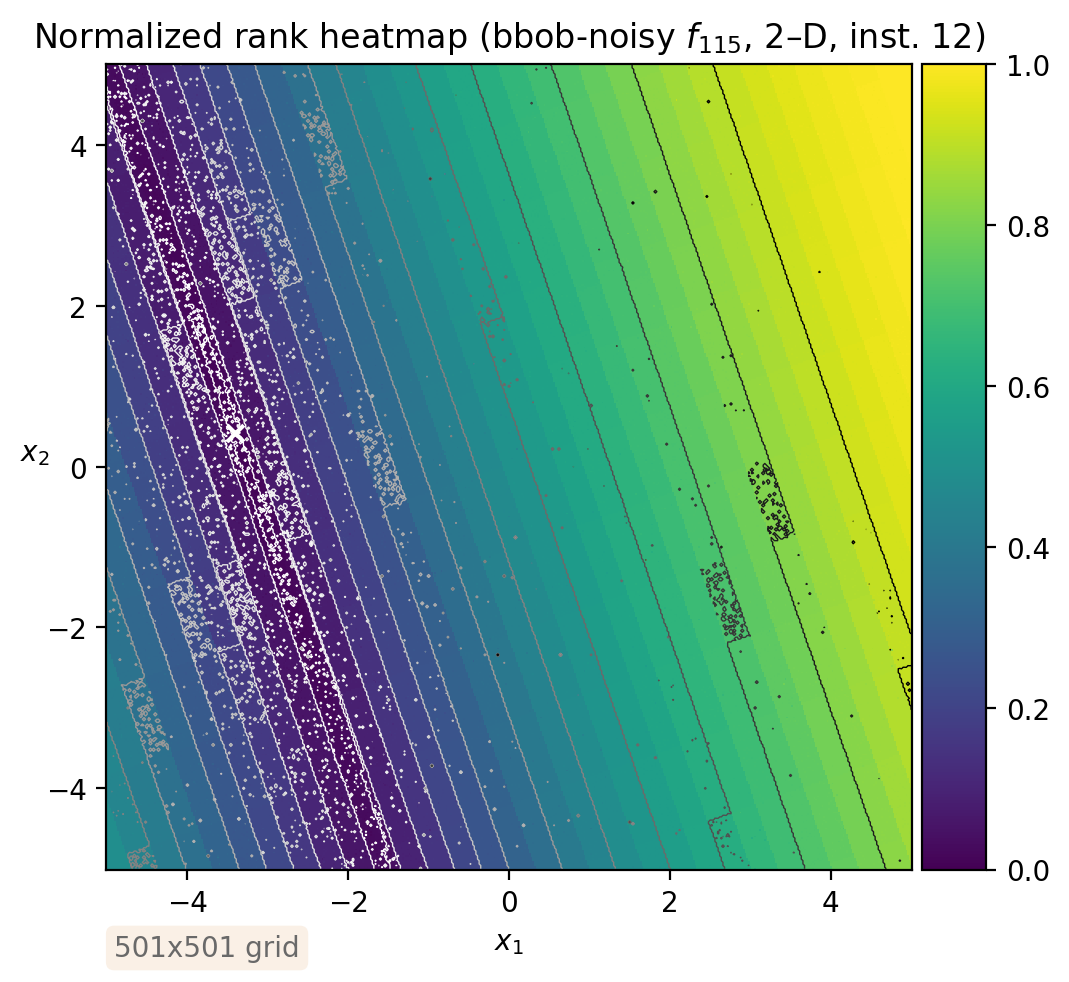 Normalized rank heatmap (bbob-noisy f₁₁₅, 2–D, inst. 12)
1.0
0.8
0.6
0.4
0.2
0.0
4
2
0
−2
−4
x₂
−4 −2 0 2 4
x₁
501x501 grid